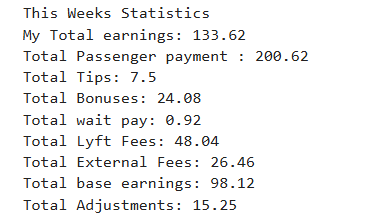 This Weeks Statistics
My Total earnings: 133.62
Total Passenger payment : 200.62
Total Tips: 7.5
Total Bonuses: 24.08
Total wait pay: 0.92
Total Lyft Fees: 48.04
Total External Fees: 26.46
Total base earnings: 98.12
Total Adjustments: 15.25